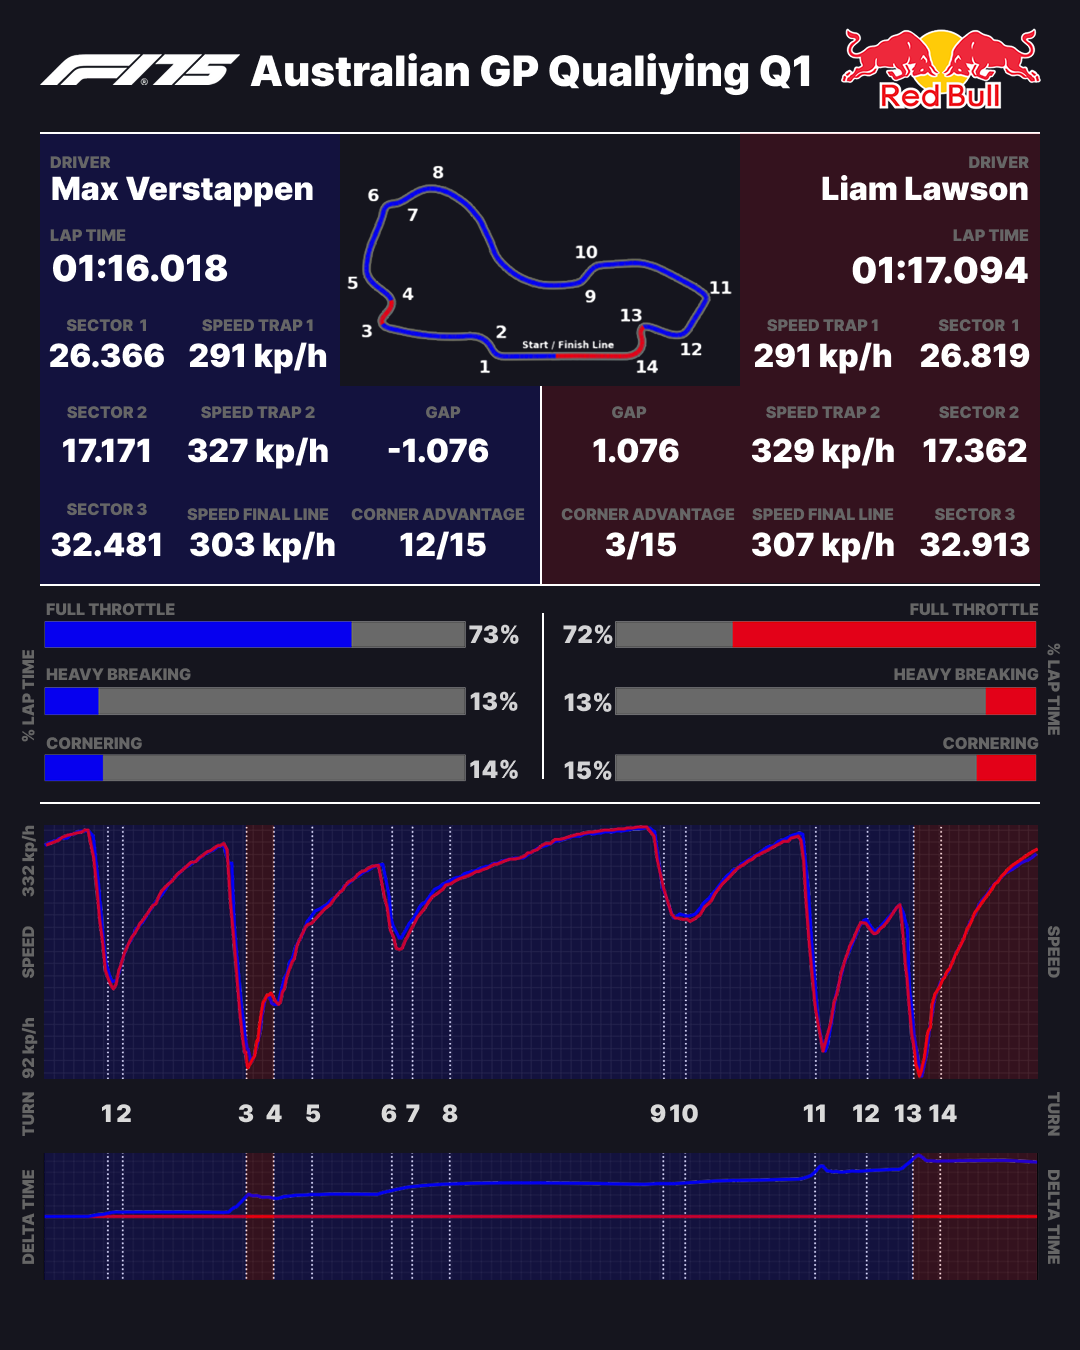 F1.75 Australian GP Qualiying Q1
Red Bull
DRIVER
Max Verstappen
LAP TIME
01:16.018
SECTOR 1 SPEED TRAP 1
26.366 291 kp/h
SECTOR 2 SPEED TRAP 2 GAP
17.171 327 kp/h -1.076
SECTOR 3 SPEED FINAL LINE CORNER ADVANTAGE
32.481 303 kp/h 12/15
8
6
7
10
5
4
11
9
13
3
2
Start / Finish Line
12
1
14
DRIVER
Liam Lawson
LAP TIME
01:17.094
SPEED TRAP 1 SECTOR 1
291 kp/h 26.819
GAP SPEED TRAP 2 SECTOR 2
1.076 329 kp/h 17.362
CORNER ADVANTAGE SPEED FINAL LINE SECTOR 3
3/15 307 kp/h 32.913
% LAP TIME
FULL THROTTLE
73%
HEAVY BREAKING
13%
CORNERING
14%
FULL THROTTLE
72%
HEAVY BREAKING
13%
CORNERING
15%
% LAP TIME
332 kp/h
SPEED
92 kp/h
SPEED
TURN
1 2 3 4 5 6 7 8 9 10 11 12 13 14
TURN
DELTA TIME
DELTA TIME